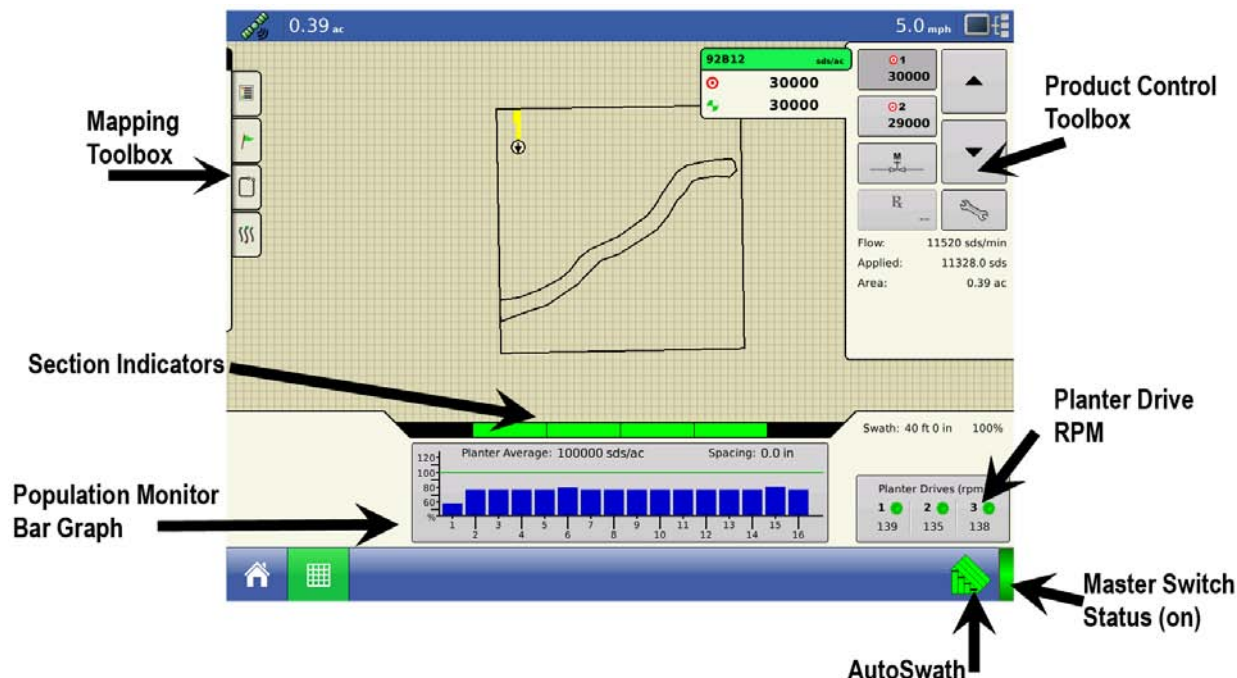 0.39 ac
5.0 mph
92B12 sds/ac
30000
30000
1
30000
2
29000
M
Rx
--
Flow: 11520 sds/min
Applied: 11328.0 sds
Area: 0.39 ac
Mapping
Toolbox
Product Control
Toolbox
Section Indicators
Swath: 40 ft 0 in 100%
Planter Drive
RPM
Planter Average: 100000 sds/ac Spacing: 0.0 in
120
100
80
60
%
1 3 5 7 9 11 13 15
2 4 6 8 10 12 14 16
Population Monitor
Bar Graph
Planter Drives (rpm)
1 2 3
139 135 138
Master Switch
Status (on)
AutoSwath